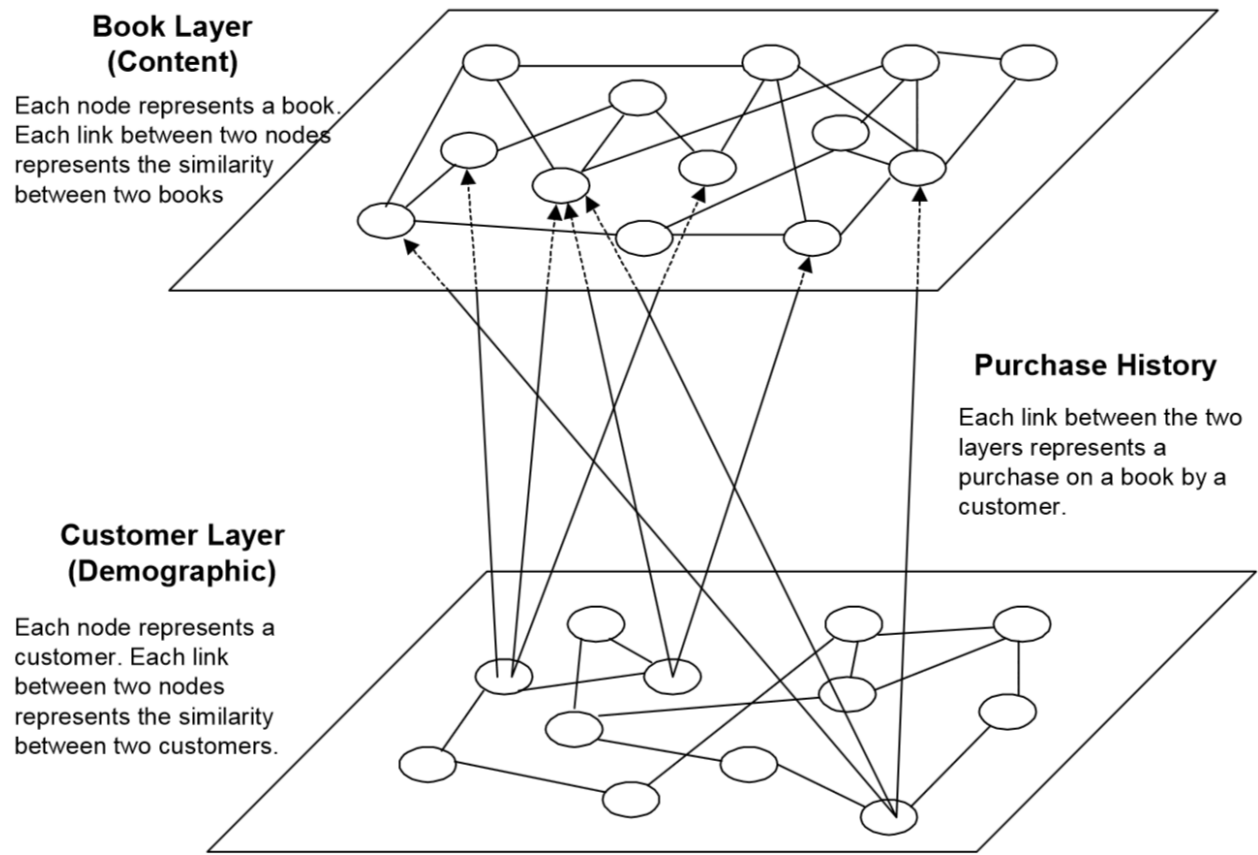 Book Layer
(Content)
Each node represents a book.
Each link between two nodes
represents the similarity
between two books
Purchase History
Each link between the two
layers represents a
purchase on a book by a
customer.
Customer Layer
(Demographic)
Each node represents a
customer. Each link
between two nodes
represents the similarity
between two customers.